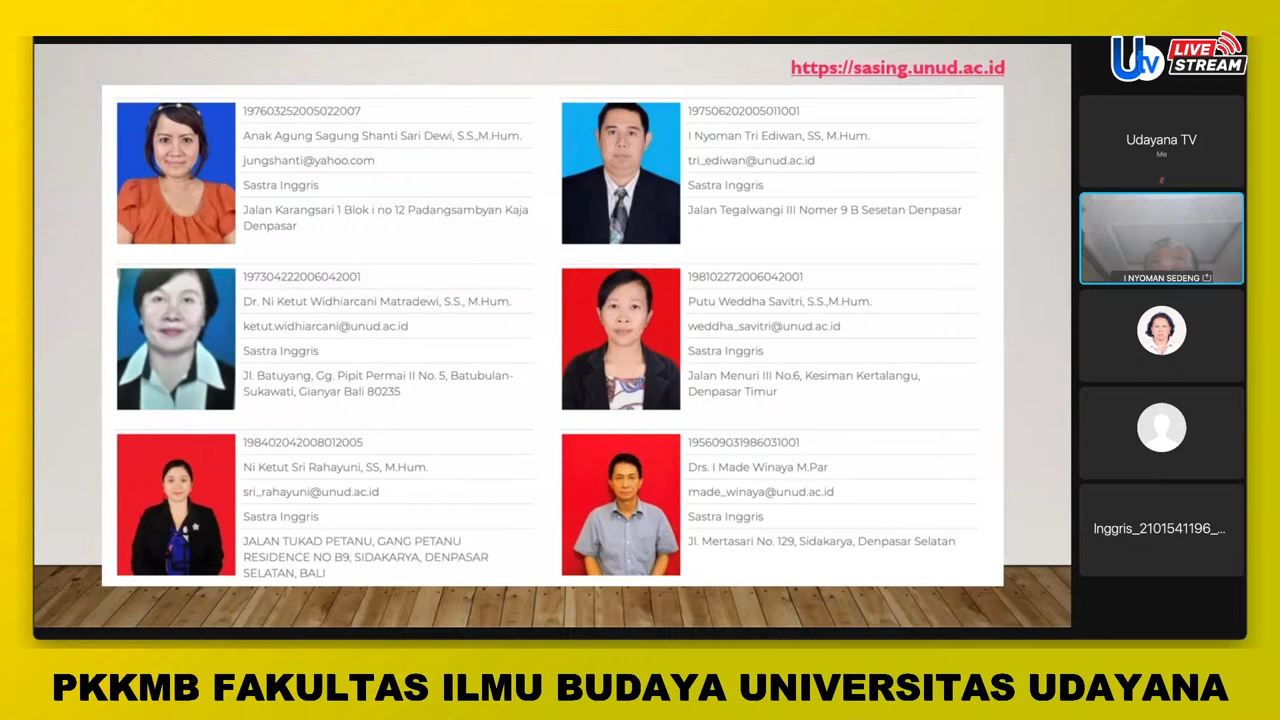 https://sasing.unud.ac.id
U tv
LIVE
STREAM
197603252005022007
Anak Agung Sagung Shanti Sari Dewi, S.S.,M.Hum.
jungshanti@yahoo.com
Sastra Inggris
Jalan Karangsari 1 Blok i no 12 Padangsambyan Kaja
Denpasar
197506202005011001
I Nyoman Tri Ediwan, SS, M.Hum.
tri_ediwan@unud.ac.id
Sastra Inggris
Jalan Tegalwangi III Nomer 9 B Sesetan Denpasar
197304222006042001
Dr. Ni Ketut Widhiarcani Matradewi, S.S., M.Hum.
ketut.widhiarcani@unud.ac.id
Sastra Inggris
Jl. Batuyang, Gg. Pipit Permai II No. 5, Batubulan-
Sukawati, Gianyar Bali 80235
198102272006042001
Putu Weddha Savitri, S.S.,M.Hum.
weddha_savitri@unud.ac.id
Sastra Inggris
Jalan Menuri III No.6, Kesiman Kertalangu,
Denpasar Timur
198402042008012005
Ni Ketut Sri Rahayuni, SS, M.Hum.
sri_rahayuni@unud.ac.id
Sastra Inggris
JALAN TUKAD PETANU, GANG PETANU
RESIDENCE NO B9, SIDAKARYA, DENPASAR
SELATAN, BALI
195609031986031001
Drs. I Made Winaya M.Par
made_winaya@unud.ac.id
Sastra Inggris
Jl. Mertasari No. 129, Sidakarya, Denpasar Selatan
Udayana TV
Me
I NYOMAN SEDENG
Inggris_2101541196_...
PKKMB FAKULTAS ILMU BUDAYA UNIVERSITAS UDAYANA